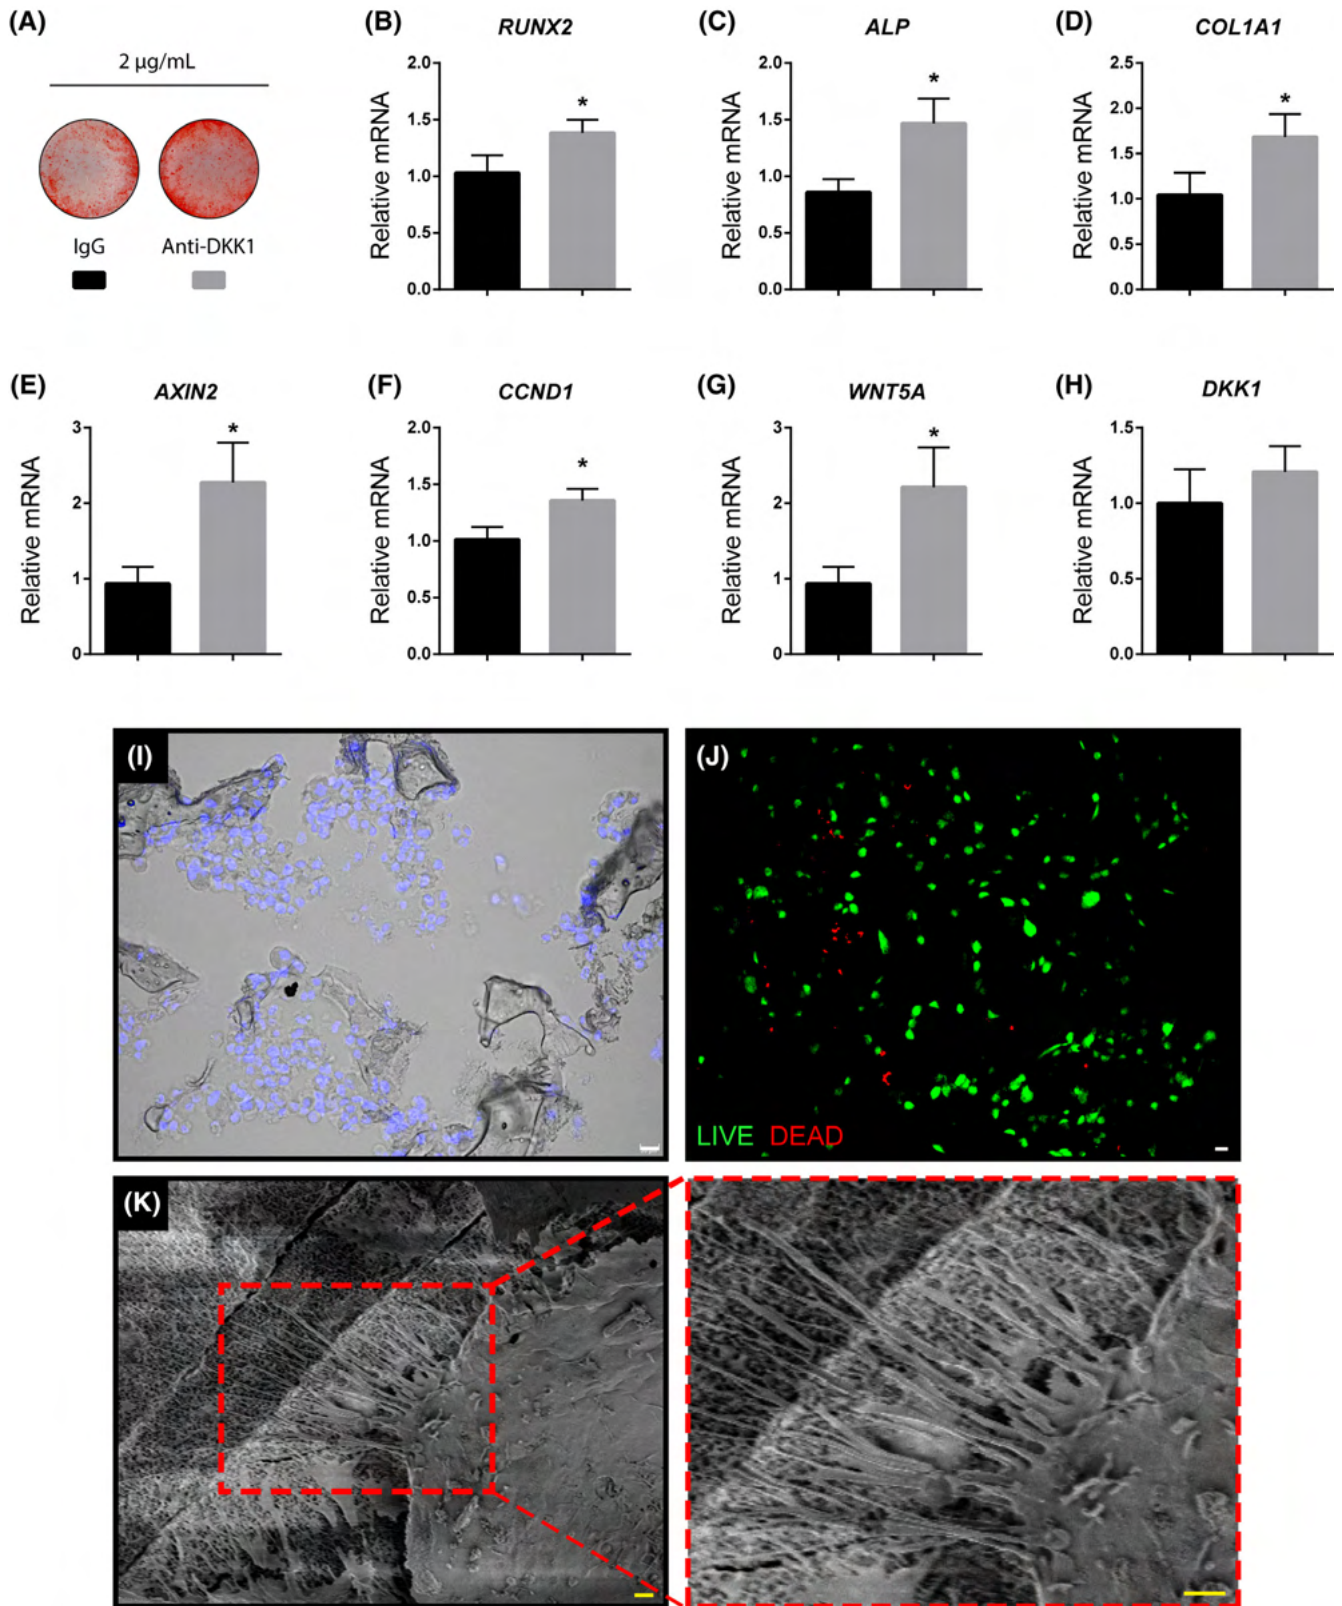 (A)
2 µg/mL
IgG
Anti-DKK1
(B)
RUNX2
Relative mRNA
2.0
1.5
1.0
0.5
0.0
*
(C)
ALP
Relative mRNA
2.0
1.5
1.0
0.5
0.0
*
(D)
COL1A1
Relative mRNA
2.5
2.0
1.5
1.0
0.5
0.0
*
(E)
AXIN2
Relative mRNA
3
2
1
0
*
(F)
CCND1
Relative mRNA
2.0
1.5
1.0
0.5
0.0
*
(G)
WNT5A
Relative mRNA
3
2
1
0
*
(H)
DKK1
Relative mRNA
1.5
1.0
0.5
0.0
(I)
(J)
LIVE DEAD
(K)